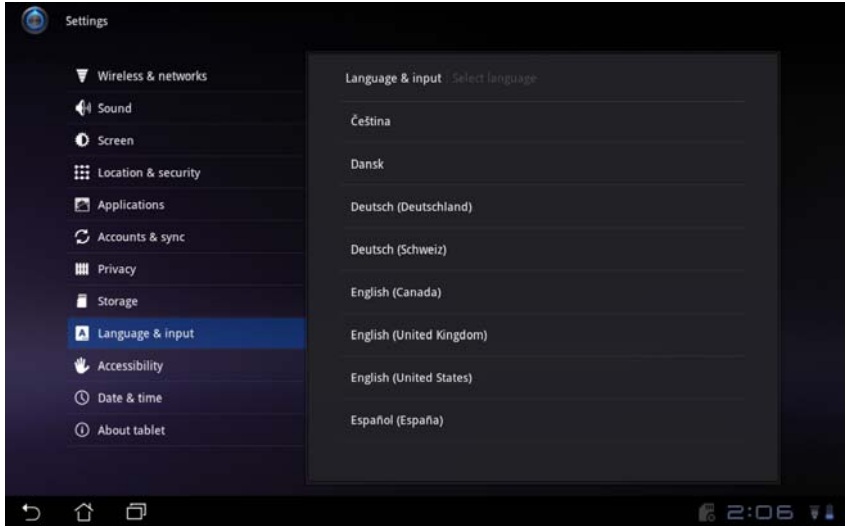 Settings
Wireless & networks
Sound
Screen
Location & security
Applications
Accounts & sync
Privacy
Storage
Language & input
Accessibility
Date & time
About tablet
Language & input Select language
Čeština
Dansk
Deutsch (Deutschland)
Deutsch (Schweiz)
English (Canada)
English (United Kingdom)
English (United States)
Español (España)
2:06